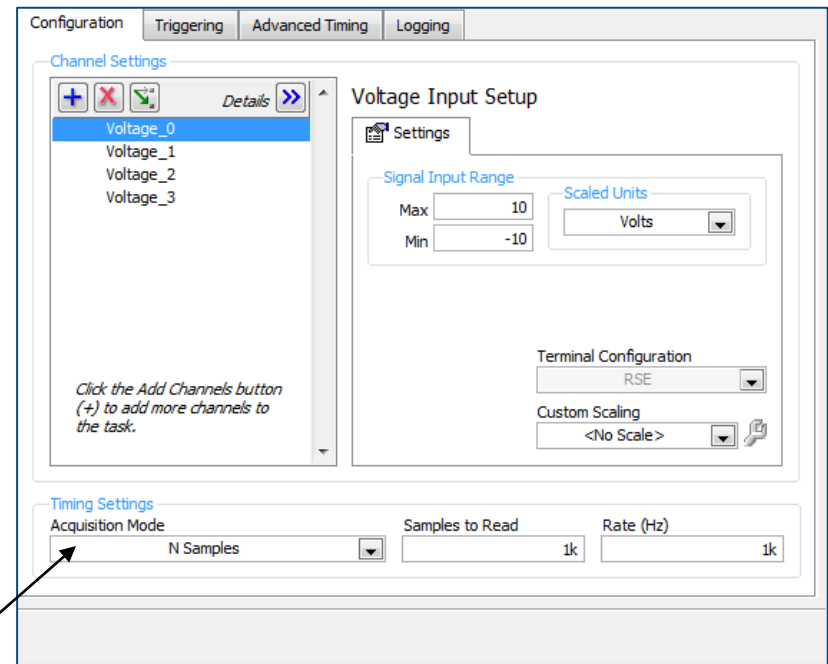 Configuration Triggering Advanced Timing Logging
Channel Settings
Details
Voltage_0
Voltage_1
Voltage_2
Voltage_3
Click the Add Channels button
(+) to add more channels to
the task.
Voltage Input Setup
Settings
Signal Input Range
Max 10
Min -10
Scaled Units
Volts
Terminal Configuration
RSE
Custom Scaling
<No Scale>
Timing Settings
Acquisition Mode Samples to Read Rate (Hz)
N Samples 1k 1k